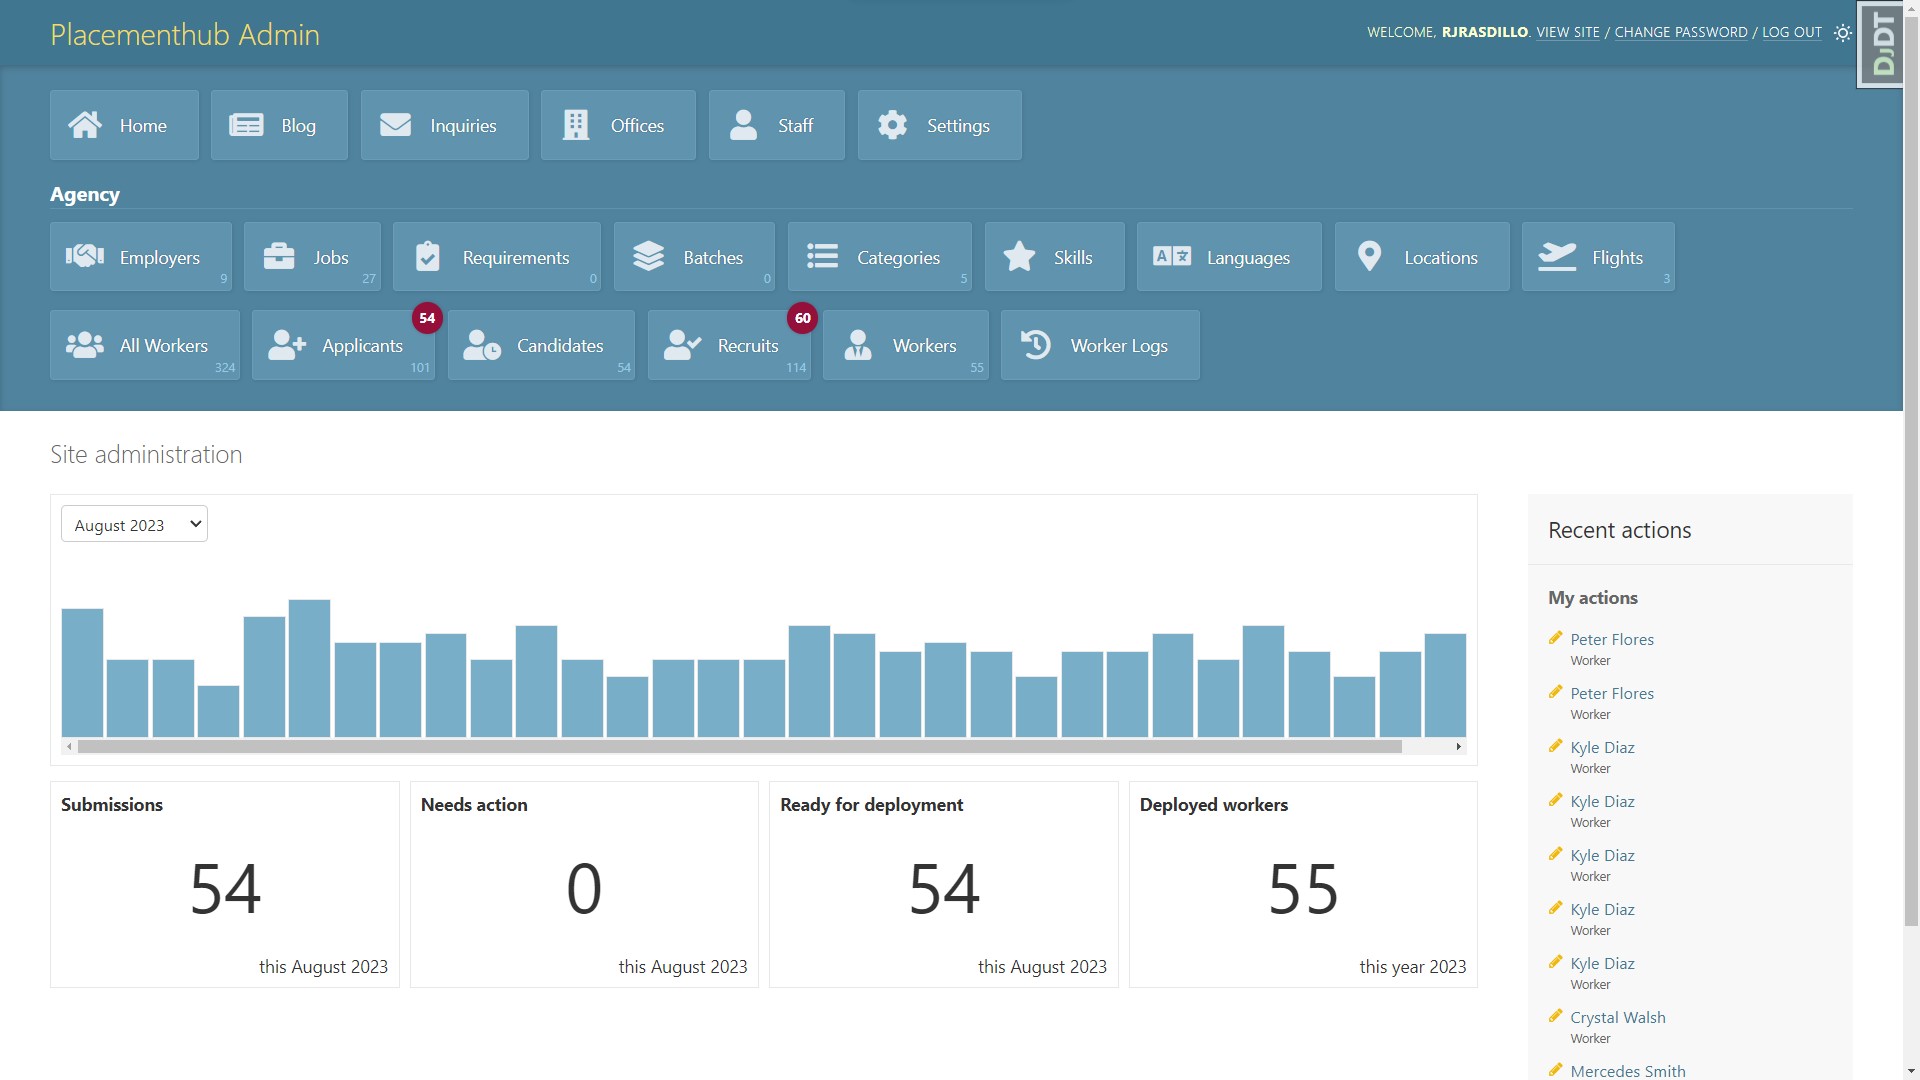 Placementhub Admin
WELCOME, RJRASDILLO. VIEW SITE / CHANGE PASSWORD / LOG OUT
DJDT
Home
Blog
Inquiries
Offices
Staff
Settings
Agency
Employers 9
Jobs 27
Requirements 0
Batches 0
Categories 5
Skills
Languages
Locations
Flights 3
All Workers 324
54
Applicants 101
Candidates 54
60
Recruits 114
Workers 55
Worker Logs
Site administration
August 2023
Submissions
54
this August 2023
Needs action
0
this August 2023
Ready for deployment
54
this August 2023
Deployed workers
55
this year 2023
Recent actions
My actions
Peter Flores
Worker
Peter Flores
Worker
Kyle Diaz
Worker
Kyle Diaz
Worker
Kyle Diaz
Worker
Kyle Diaz
Worker
Kyle Diaz
Worker
Crystal Walsh
Worker
Mercedes Smith